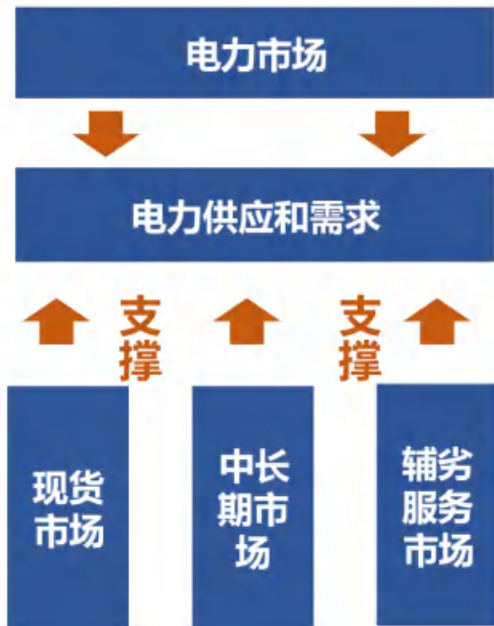 电力市场
电力供应和需求
支
撑
支
撑
现货
市场
中长
期市
场
辅劣
服务
市场